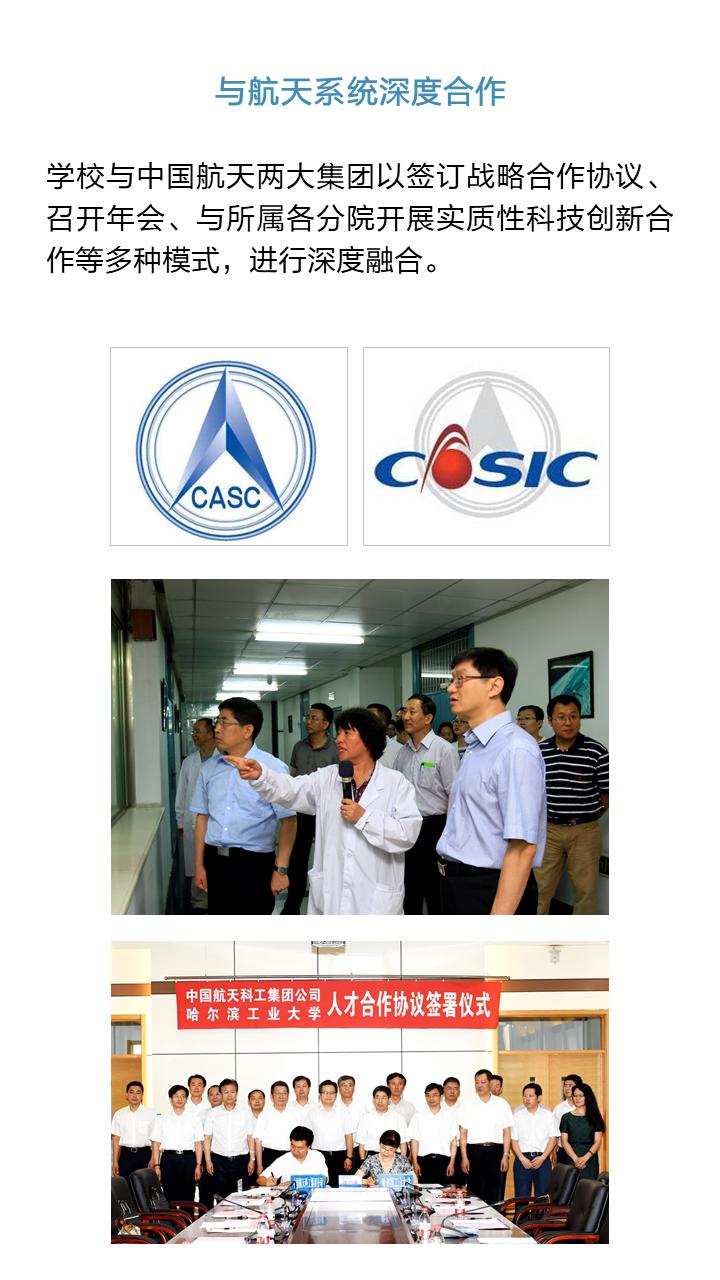 与航天系统深度合作
学校与中国航天两大集团以签订战略合作协议、
召开年会、与所属各分院开展实质性科技创新合
作等多种模式，进行深度融合。
CASC
COSIC
中国航天科工集团公司
哈尔滨工业大学
人才合作协议签署仪式